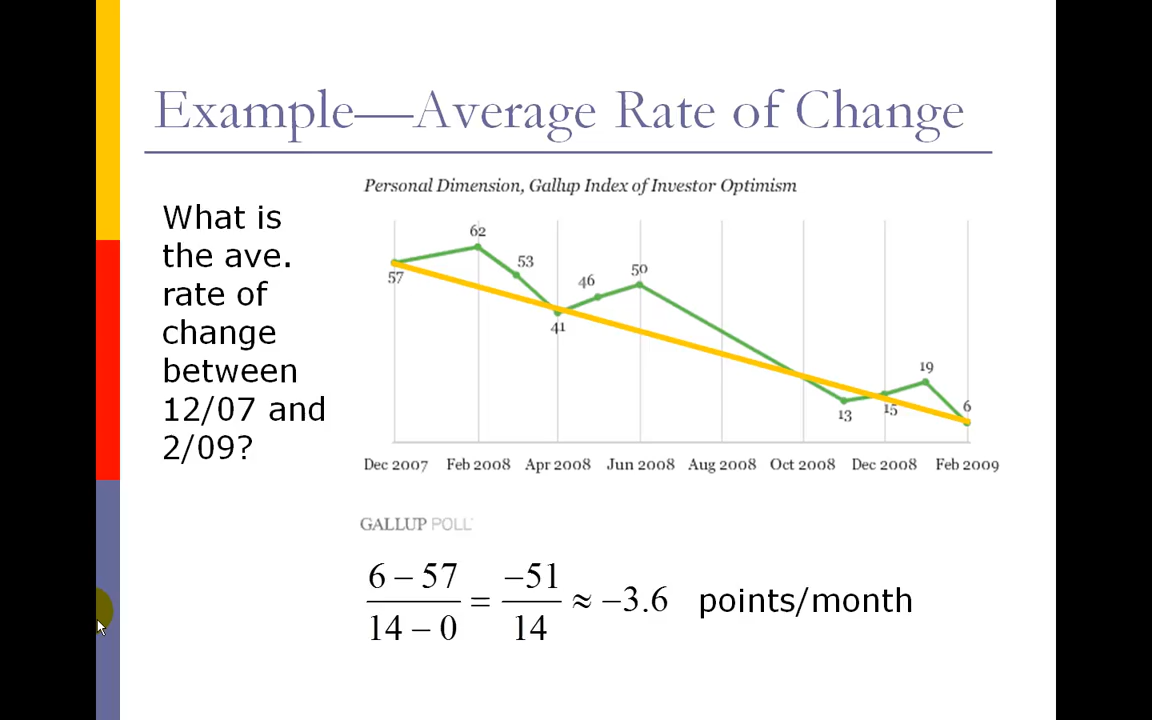 Example—Average Rate of Change
What is
the ave.
rate of
change
between
12/07 and
2/09?
Personal Dimension, Gallup Index of Investor Optimism
57
62
53
41
46
50
13
15
19
6
Dec 2007 Feb 2008 Apr 2008 Jun 2008 Aug 2008 Oct 2008 Dec 2008 Feb 2009
GALLUP POLL
6 − 57 / 14 − 0 = −51 / 14 ≈ −3.6 points/month